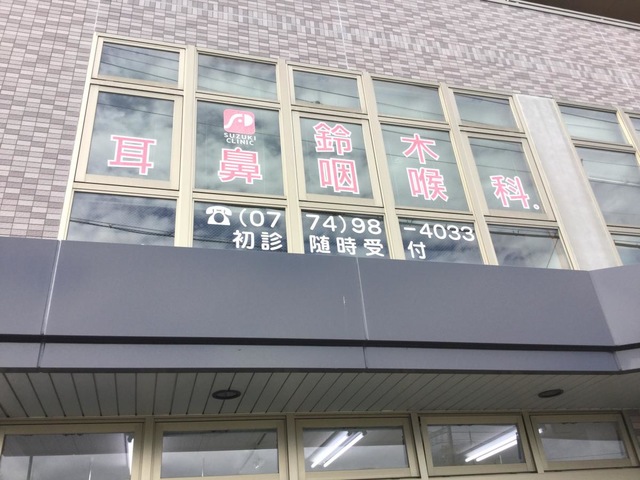 SUZUKI
CLINIC
鈴木
耳鼻咽喉科.
☎(0774)98-4033
初診随時受付